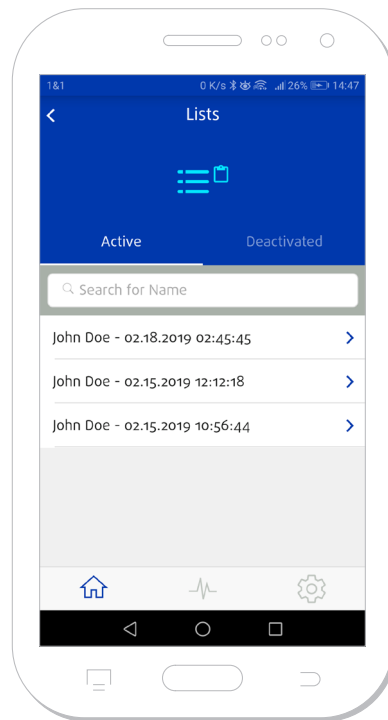 1&1 0 K/s 26% 14:47
Lists
Active Deactivated
Search for Name
John Doe - 02.18.2019 02:45:45
John Doe - 02.15.2019 12:12:18
John Doe - 02.15.2019 10:56:44